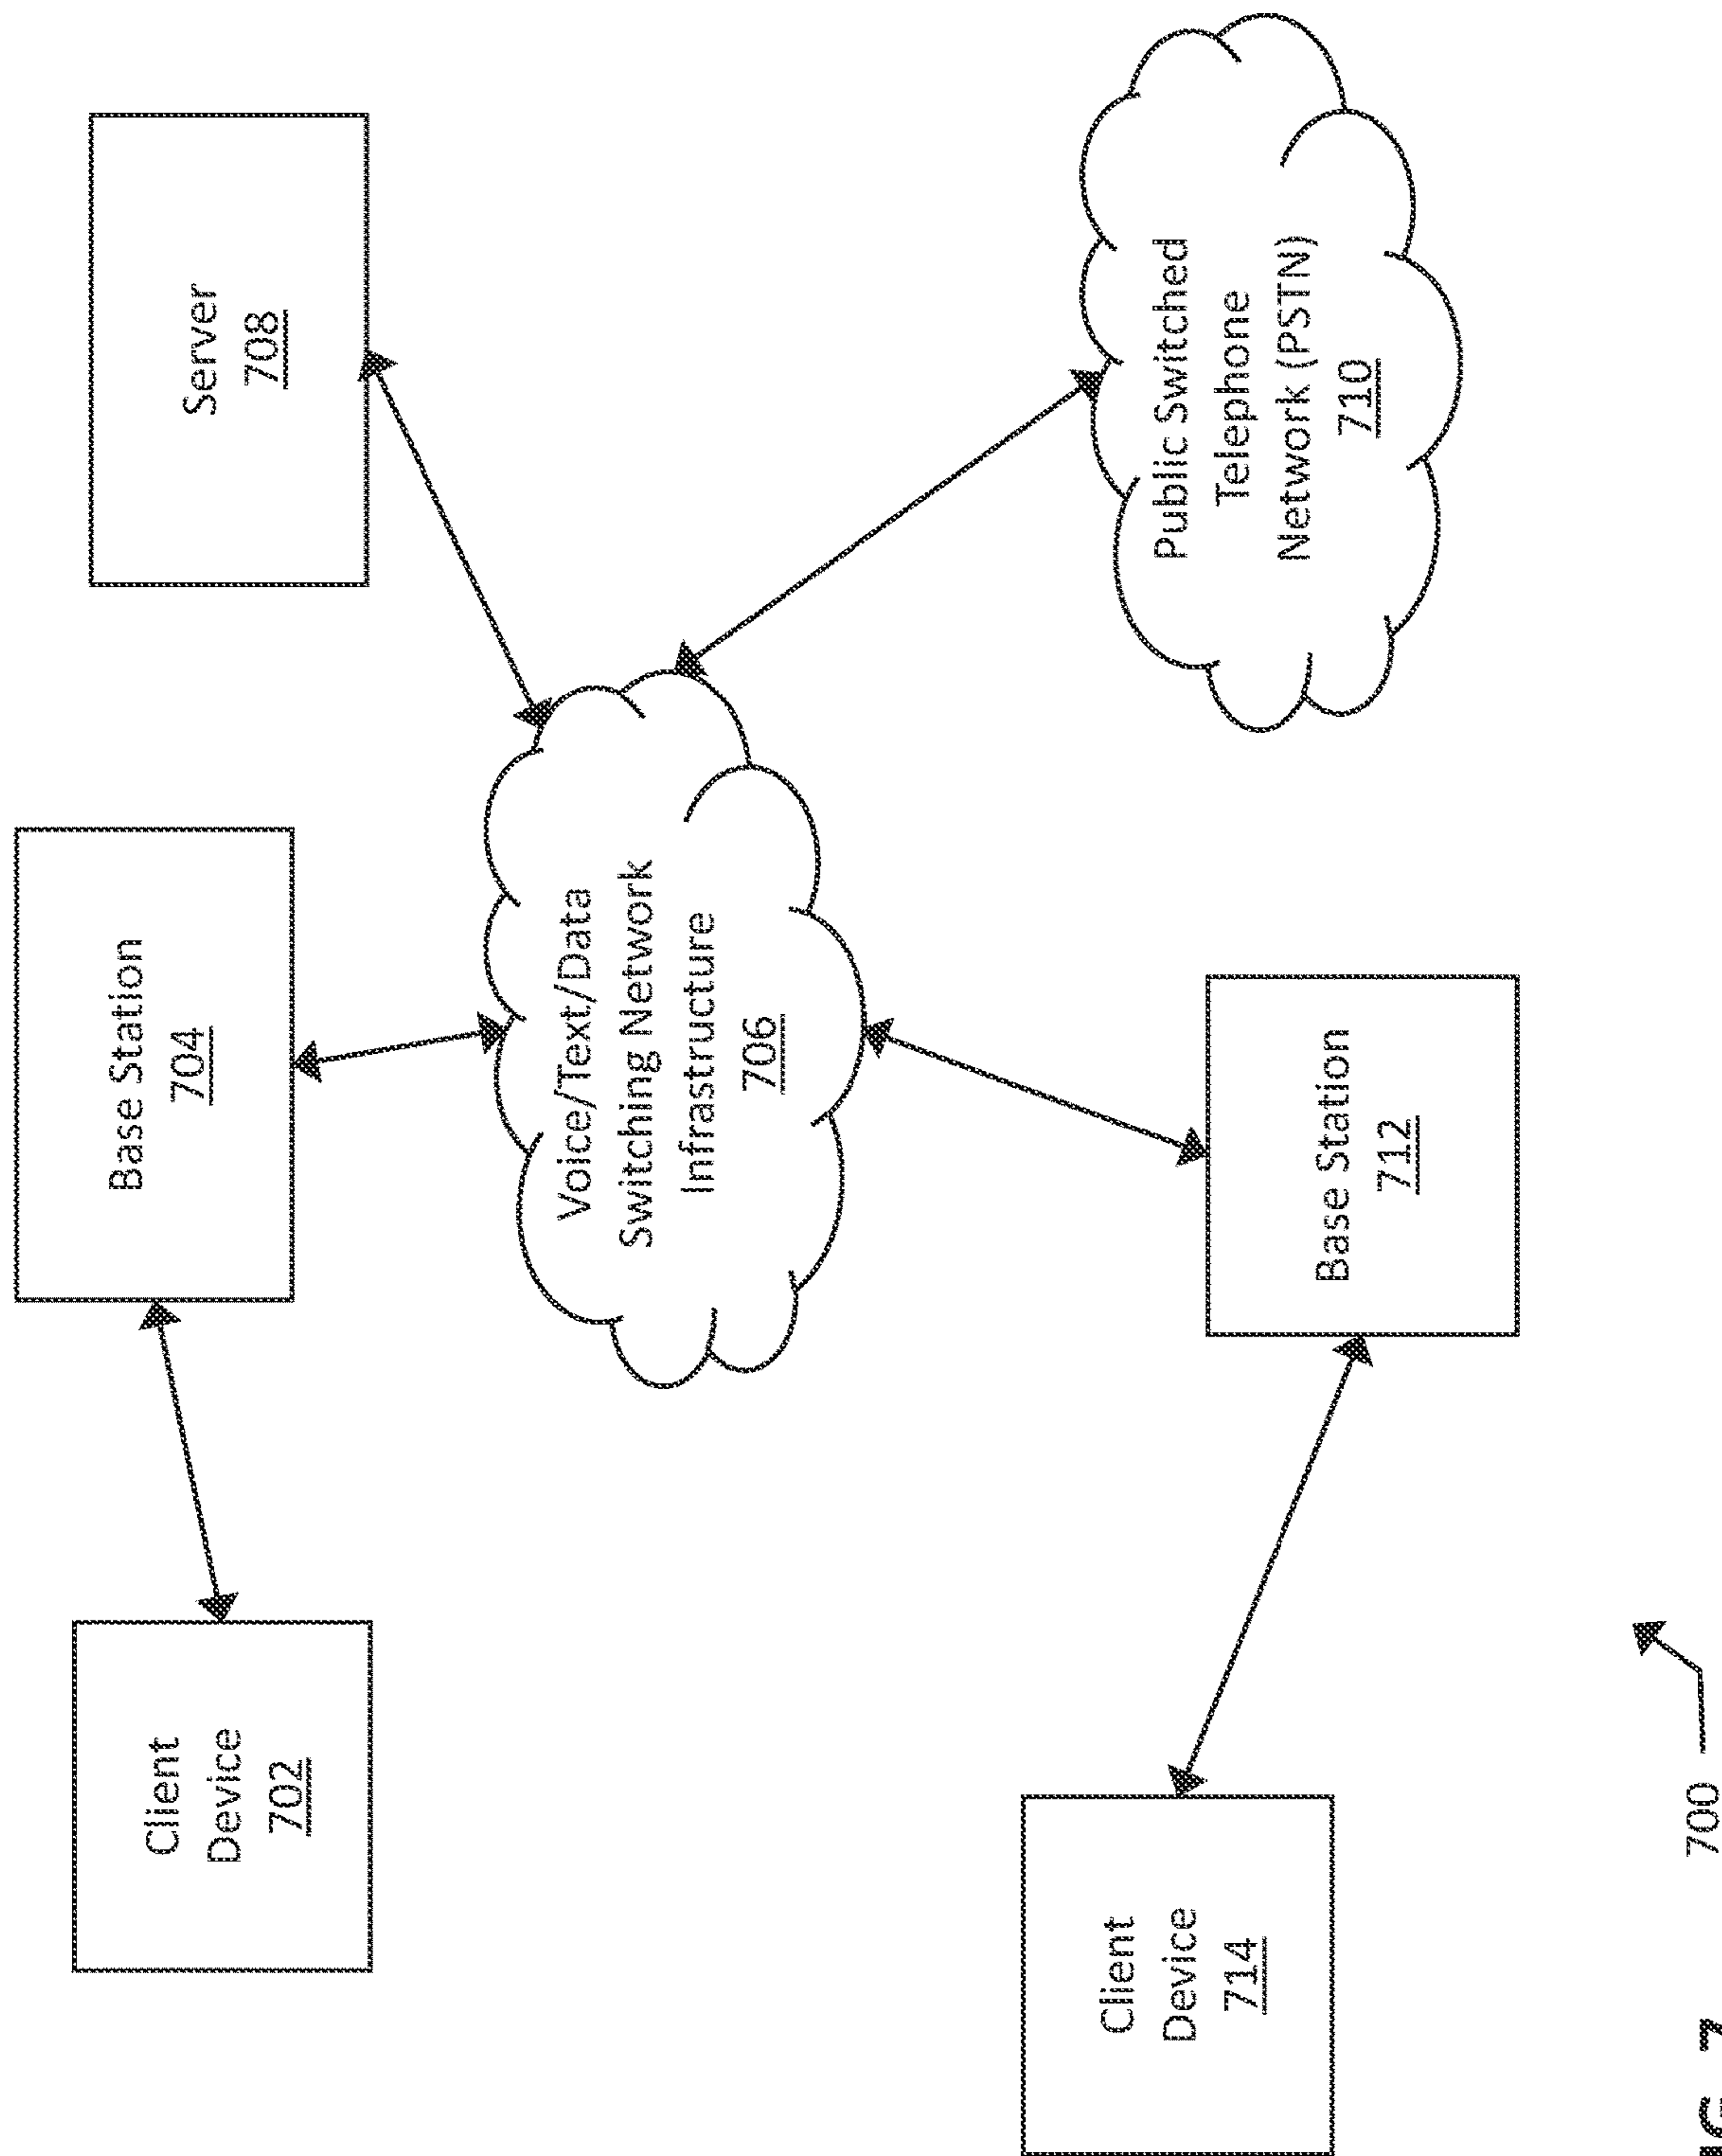 Client
Device
702
Base Station
704
Server
708
Voice/Text/Data
Switching Network
Infrastructure
706
Client
Device
714
Base Station
712
Public Switched
Telephone
Network (PSTN)
710
700